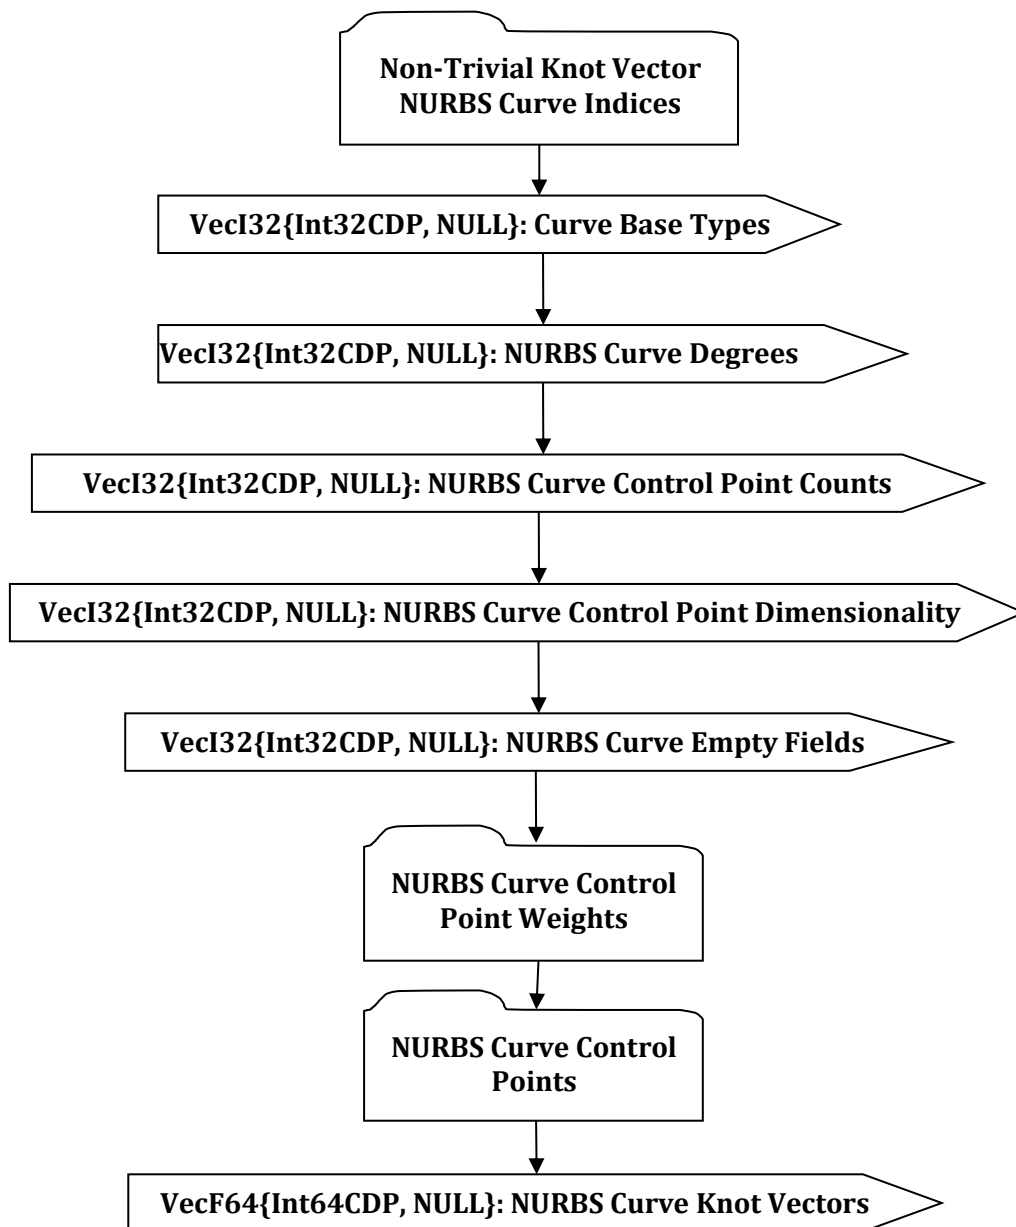 Non-Trivial Knot Vector
NURBS Curve Indices
VecI32{Int32CDP, NULL}: Curve Base Types
VecI32{Int32CDP, NULL}: NURBS Curve Degrees
VecI32{Int32CDP, NULL}: NURBS Curve Control Point Counts
VecI32{Int32CDP, NULL}: NURBS Curve Control Point Dimensionality
VecI32{Int32CDP, NULL}: NURBS Curve Empty Fields
NURBS Curve Control
Point Weights
NURBS Curve Control
Points
VecF64{Int64CDP, NULL}: NURBS Curve Knot Vectors